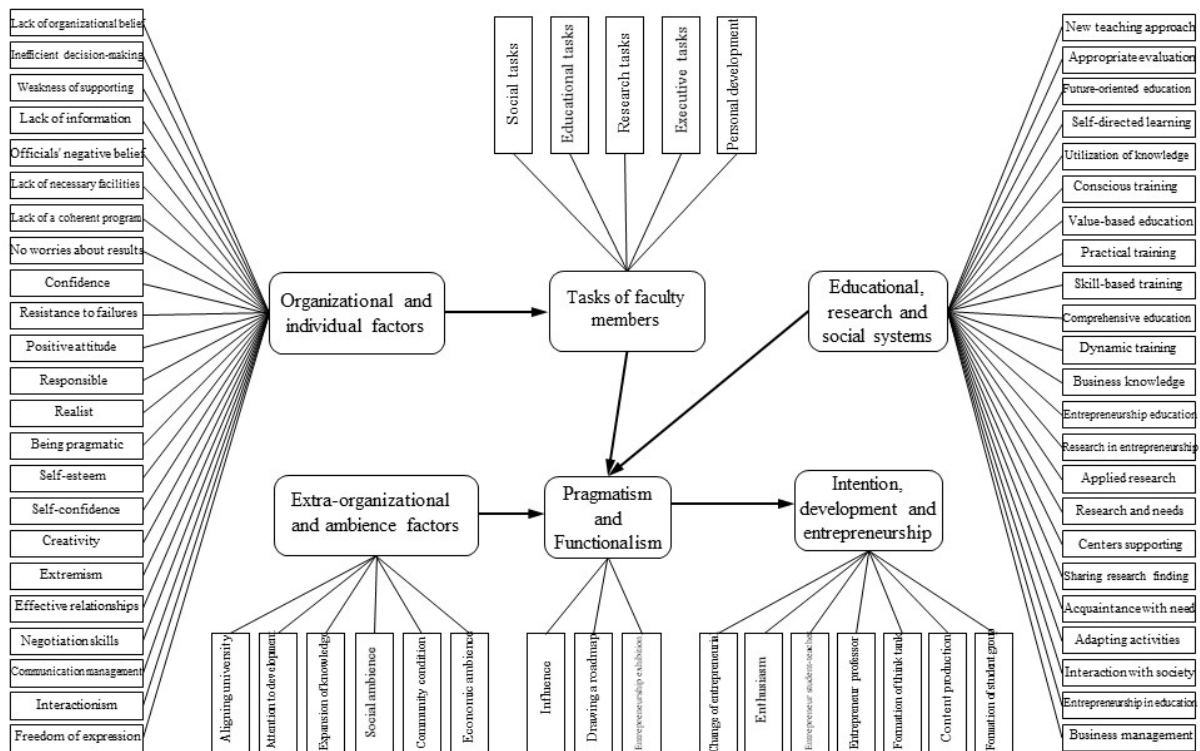 Lack of organizational belief
Inefficient decision-making
Weakness of supporting
Lack of information
Officials' negative belief
Lack of necessary facilities
Lack of a coherent program
No worries about results
Confidence
Resistance to failures
Positive attitude
Responsible
Realist
Being pragmatic
Self-esteem
Self-confidence
Creativity
Extremism
Effective relationships
Negotiation skills
Communication management
Interactionism
Freedom of expression
Social tasks
Educational tasks
Research tasks
Executive tasks
Personal development
Organizational and
individual factors
Tasks of faculty
members
Educational,
research and
social systems
Extra-organizational
and ambience factors
Pragmatism
and
Functionalism
Intention,
development and
entrepreneurship
Aligning university
Attention to development
Expansion of knowledge
Social ambience
Community condition
Economic ambience
Influence
Drawing a roadmap
Entrepreneurship exhibition
Change of entrepreneurial
Enthusiasm
Entrepreneur student-teacher
Entrepreneur professor
Formation of think tank
Content production
Formation of student group
New teaching approach
Appropriate evaluation
Future-oriented education
Self-directed learning
Utilization of knowledge
Conscious training
Value-based education
Practical training
Skill-based training
Comprehensive education
Dynamic training
Business knowledge
Entrepreneurship education
Research in entrepreneurship
Applied research
Research and needs
Centers supporting
Sharing research finding
Acquaintance with need
Adapting activities
Interaction with society
Entrepreneurship in education
Business management